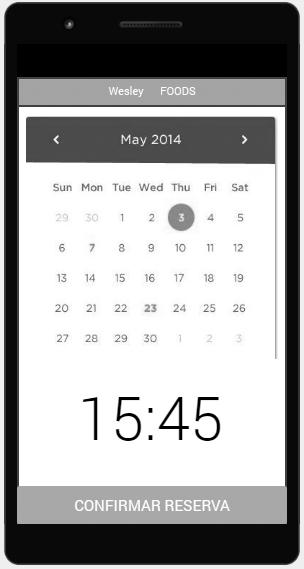 Wesley FOODS
May 2014
Sun Mon Tue Wed Thu Fri Sat
29 30 1 2 3 4 5
6 7 8 9 10 11 12
13 14 15 16 17 18 19
20 21 22 23 24 25 26
27 28 29 30 1 2 3
15:45
CONFIRMAR RESERVA